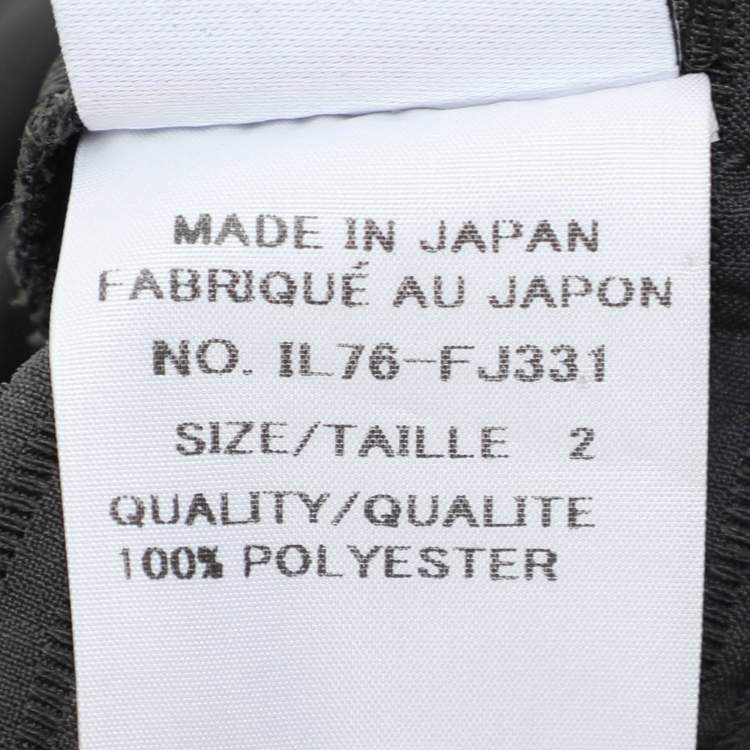 MADE IN JAPAN
FABRIQUÉ AU JAPON
NO. IL76-FJ331
SIZE/TAILLE 2
QUALITY/QUALITE
100% POLYESTER